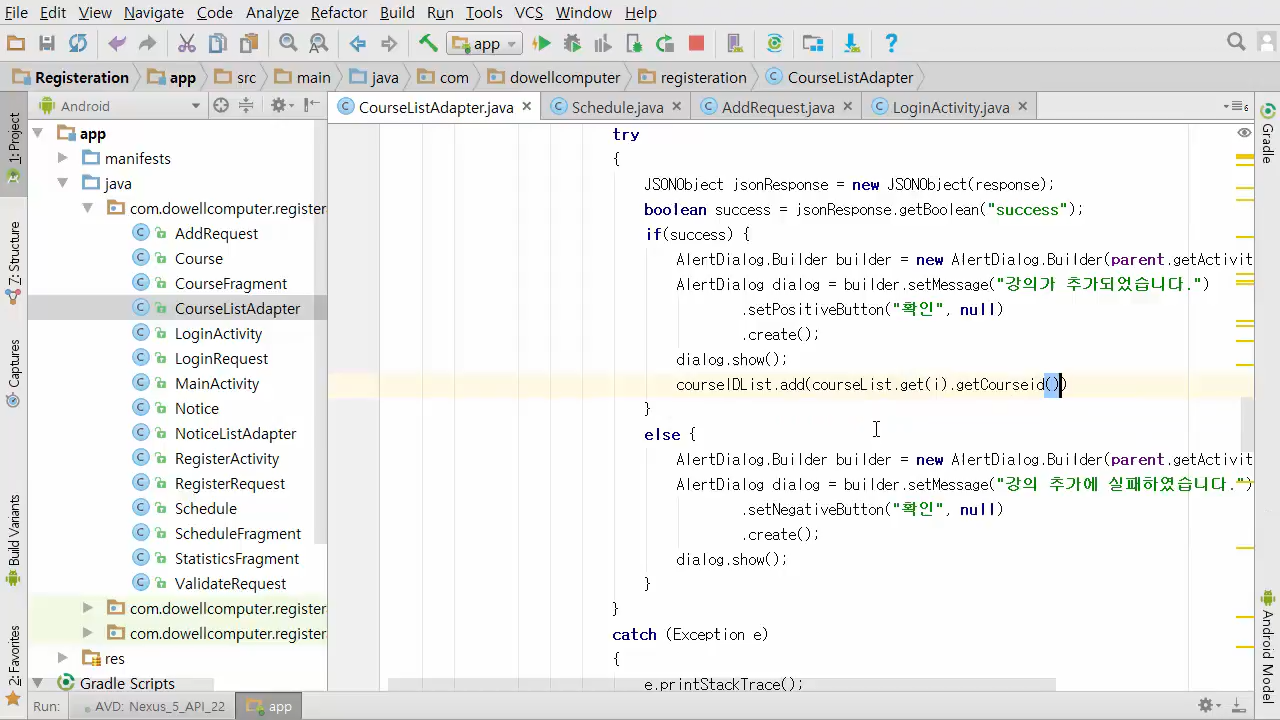 File Edit View Navigate Code Analyze Refactor Build Run Tools VCS Window Help
app
Registeration app src main java com dowellcomputer registeration CourseListAdapter
Android
CourseListAdapter.java Schedule.java AddRequest.java LoginActivity.java
1: Project
Z: Structure
Captures
Build Variants
2: Favorites
app
manifests
java
com.dowellcomputer.register
AddRequest
Course
CourseFragment
CourseListAdapter
LoginActivity
LoginRequest
MainActivity
Notice
NoticeListAdapter
RegisterActivity
RegisterRequest
Schedule
ScheduleFragment
StatisticsFragment
ValidateRequest
com.dowellcomputer.register
com.dowellcomputer.register
res
Gradle Scripts
try
{
JSONObject jsonResponse = new JSONObject(response);
boolean success = jsonResponse.getBoolean("success");
if(success) {
AlertDialog.Builder builder = new AlertDialog.Builder(parent.getActivit
AlertDialog dialog = builder.setMessage("강의가 추가되었습니다.")
.setPositiveButton("확인", null)
.create();
dialog.show();
courseIDList.add(courseList.get(i).getCourseid())
}
else {
AlertDialog.Builder builder = new AlertDialog.Builder(parent.getActivit
AlertDialog dialog = builder.setMessage("강의 추가에 실패하였습니다.")
.setNegativeButton("확인", null)
.create();
dialog.show();
}
}
catch (Exception e)
{
e.printStackTrace();
Gradle
Android Model
Run: AVD: Nexus_5_API_22 app